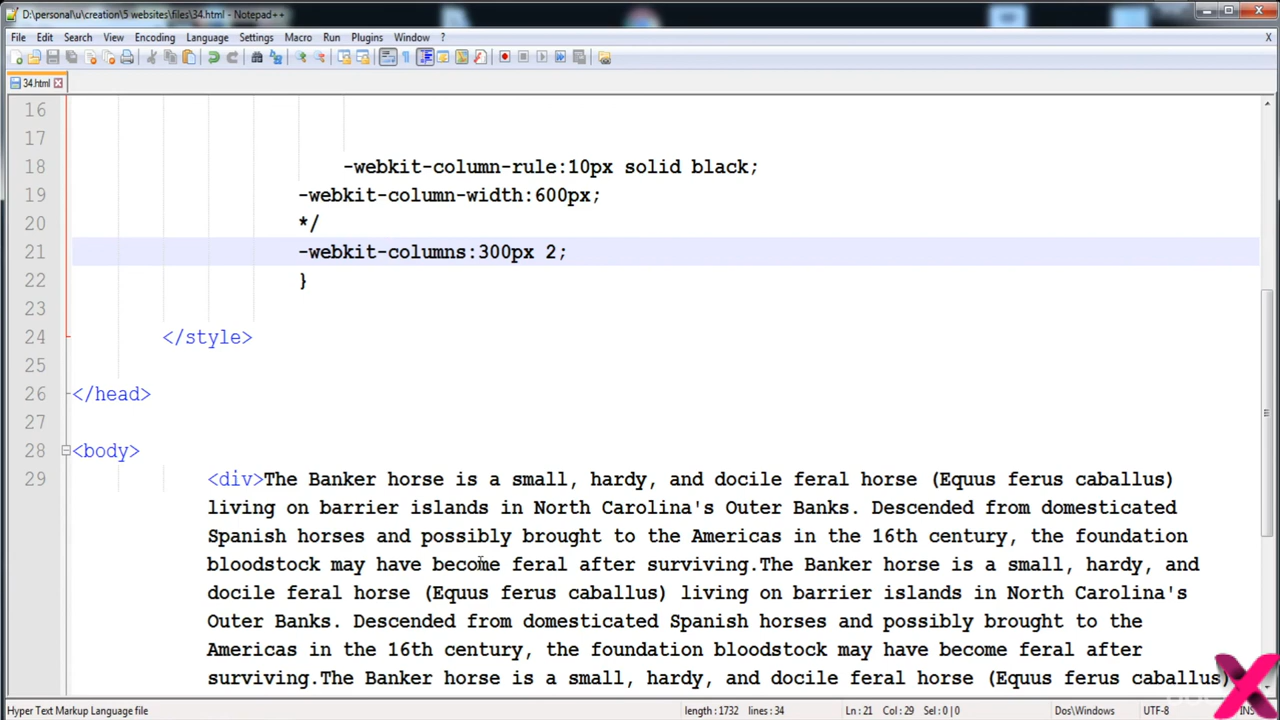 D:\personal\u\creation\5 websites\files\34.html - Notepad++
File Edit Search View Encoding Language Settings Macro Run Plugins Window ? X
34.html
16
17
18 -webkit-column-rule:10px solid black;
19 -webkit-column-width:600px;
20 */
21 -webkit-columns:300px 2;
22 }
23
24 </style>
25
26 </head>
27
28 <body>
29 <div>The Banker horse is a small, hardy, and docile feral horse (Equus ferus caballus)
living on barrier islands in North Carolina's Outer Banks. Descended from domesticated
Spanish horses and possibly brought to the Americas in the 16th century, the foundation
bloodstock may have become feral after surviving.The Banker horse is a small, hardy, and
docile feral horse (Equus ferus caballus) living on barrier islands in North Carolina's
Outer Banks. Descended from domesticated Spanish horses and possibly brought to the
Americas in the 16th century, the foundation bloodstock may have become feral after
surviving.The Banker horse is a small, hardy, and docile feral horse (Equus ferus caballus)
Hyper Text Markup Language file length : 1732 lines : 34 Ln : 21 Col : 29 Sel : 0 | 0 Dos\Windows UTF-8 INS